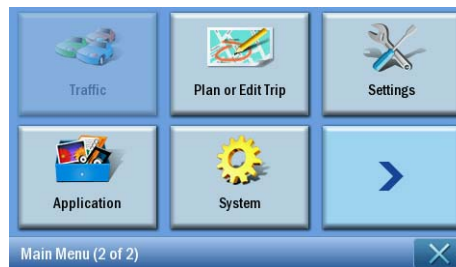 Traffic
Plan or Edit Trip
Settings
Application
System
Main Menu (2 of 2)